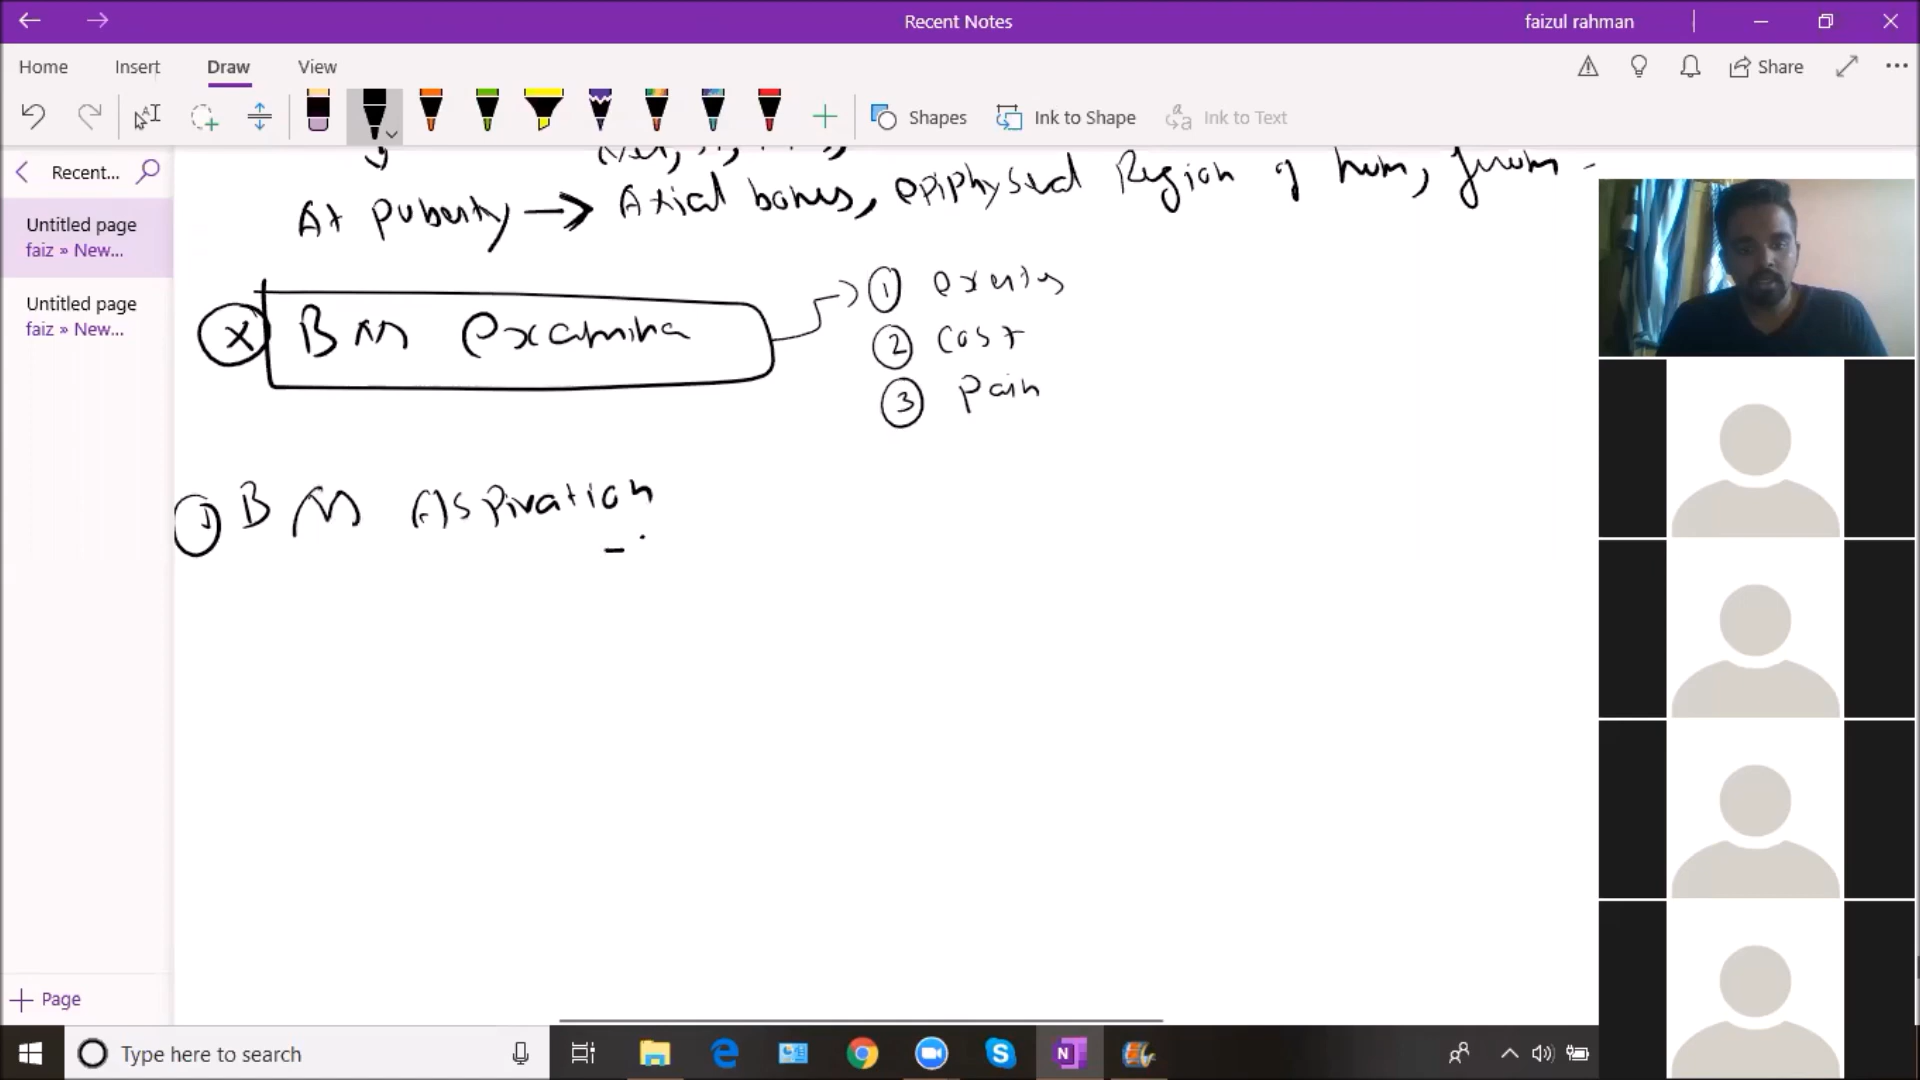 Recent Notes
faizul rahman
Home
Insert
Draw
View
Share
Shapes
Ink to Shape
Ink to Text
Recent...
Untitled page
faiz » New...
Untitled page
faiz » New...
At puberty → Axial bones, epiphyseal Region of hum,
X BM examina
① 
② Cost
③ Pain
① BM Aspiration
Page
Type here to search